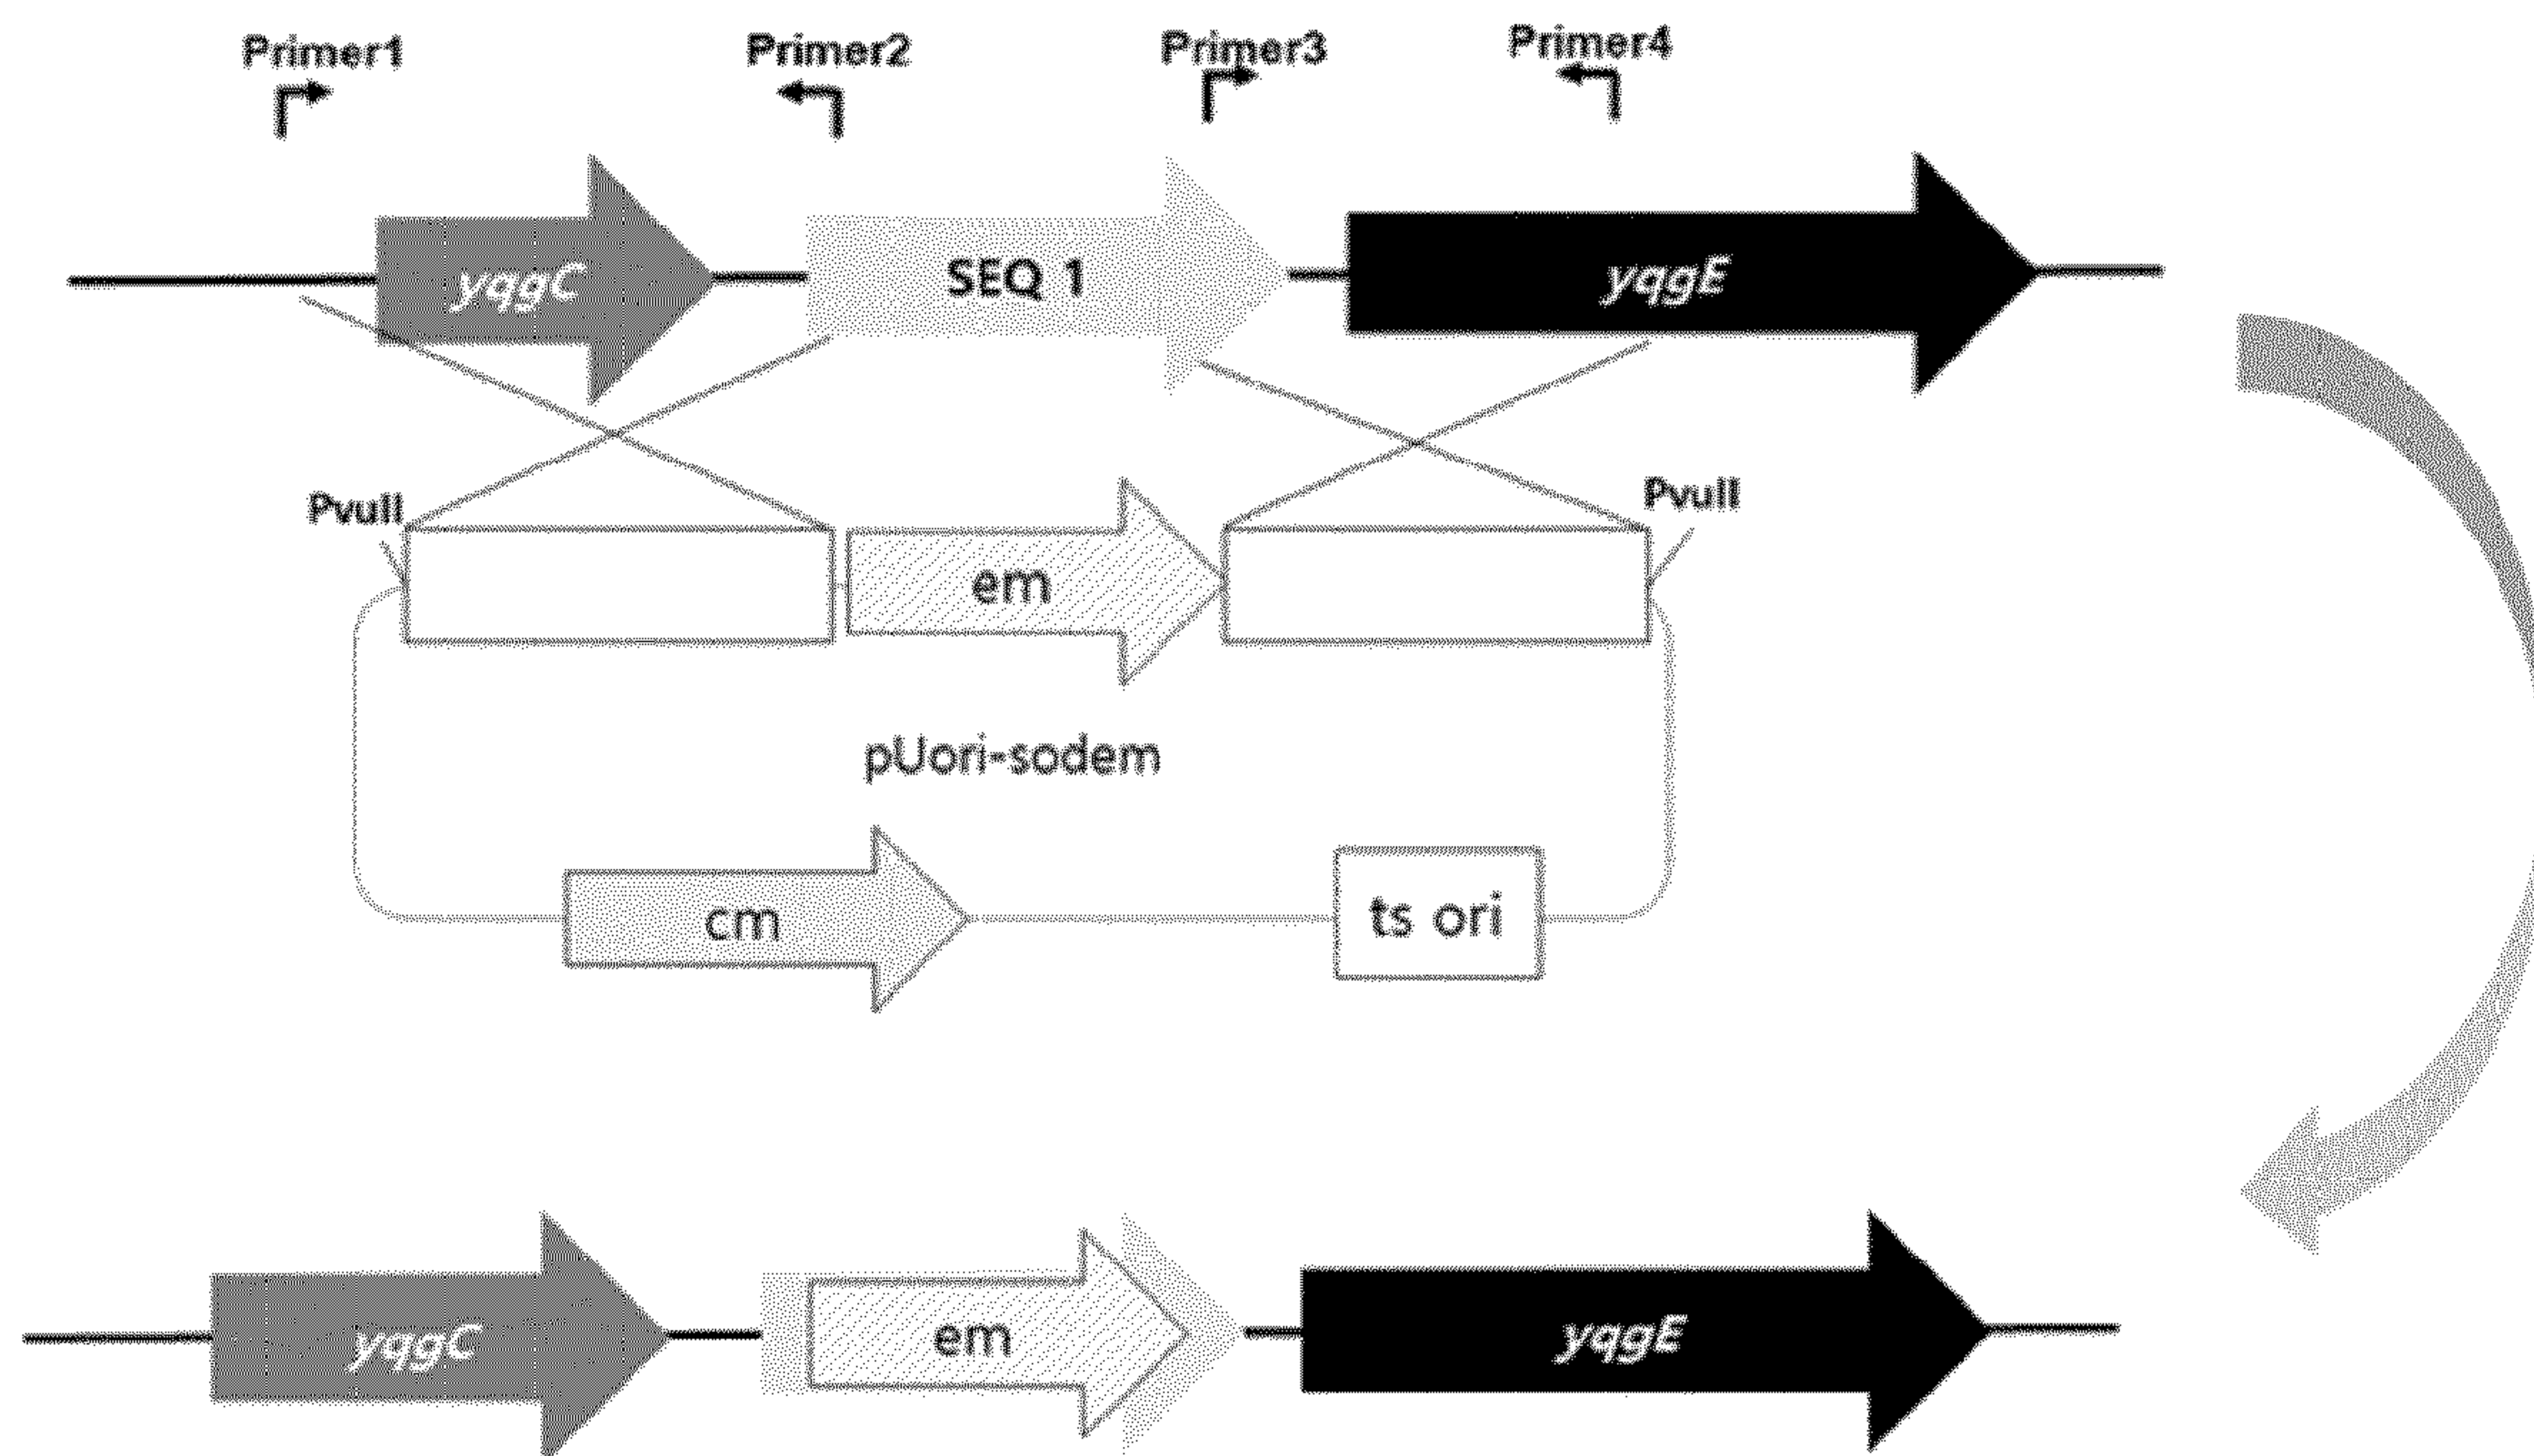 Primer1
Primer2
Primer3
Primer4
yqgC
SEQ 1
yqgE
PvuII
PvuII
em
pUori-sodem
cm
ts ori
yqgC
em
yqgE